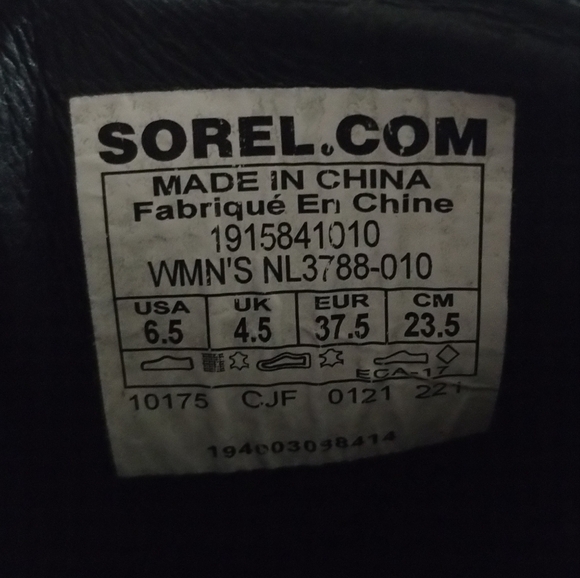 SOREL.COM
MADE IN CHINA
Fabriqué En Chine
1915841010
WMN'S NL3788-010
USA UK EUR CM
6.5 4.5 37.5 23.5
ECA-17
10175 CJF 0121